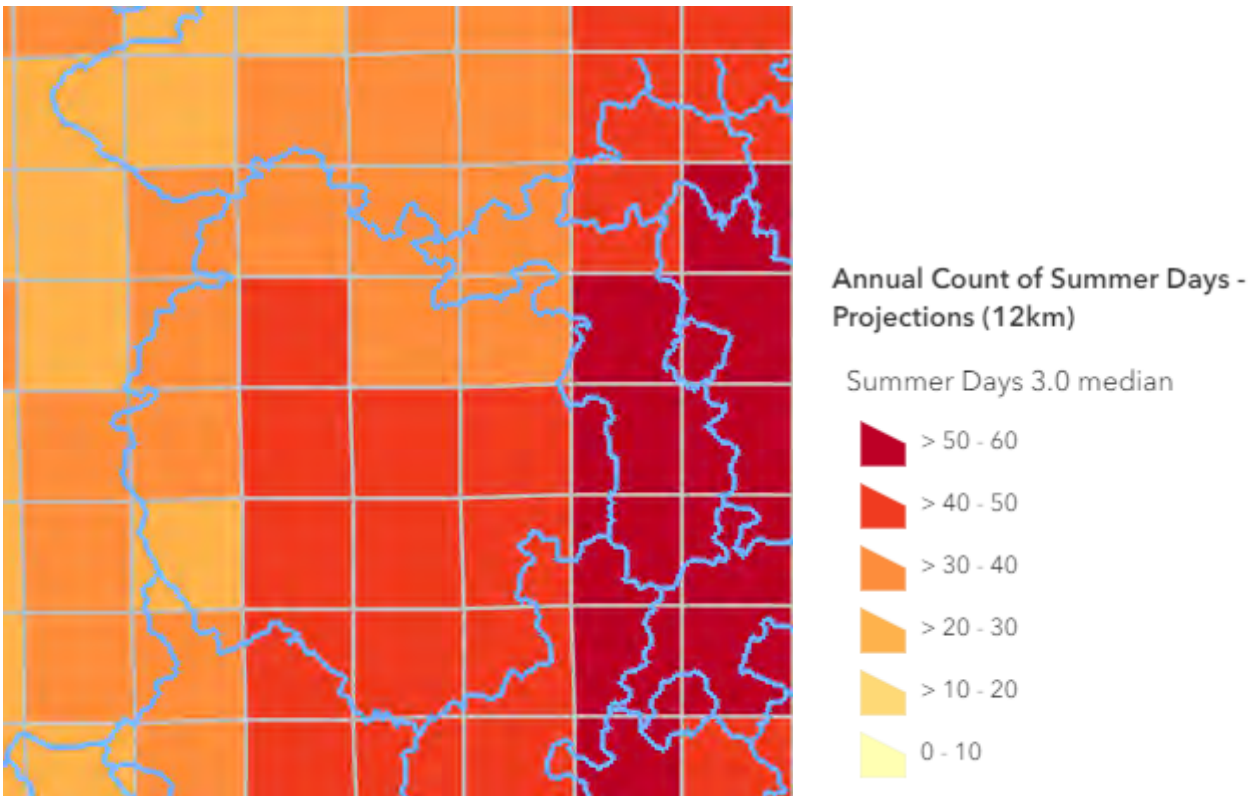 Annual Count of Summer Days -
Projections (12km)
Summer Days 3.0 median
> 50 - 60
> 40 - 50
> 30 - 40
> 20 - 30
> 10 - 20
0 - 10